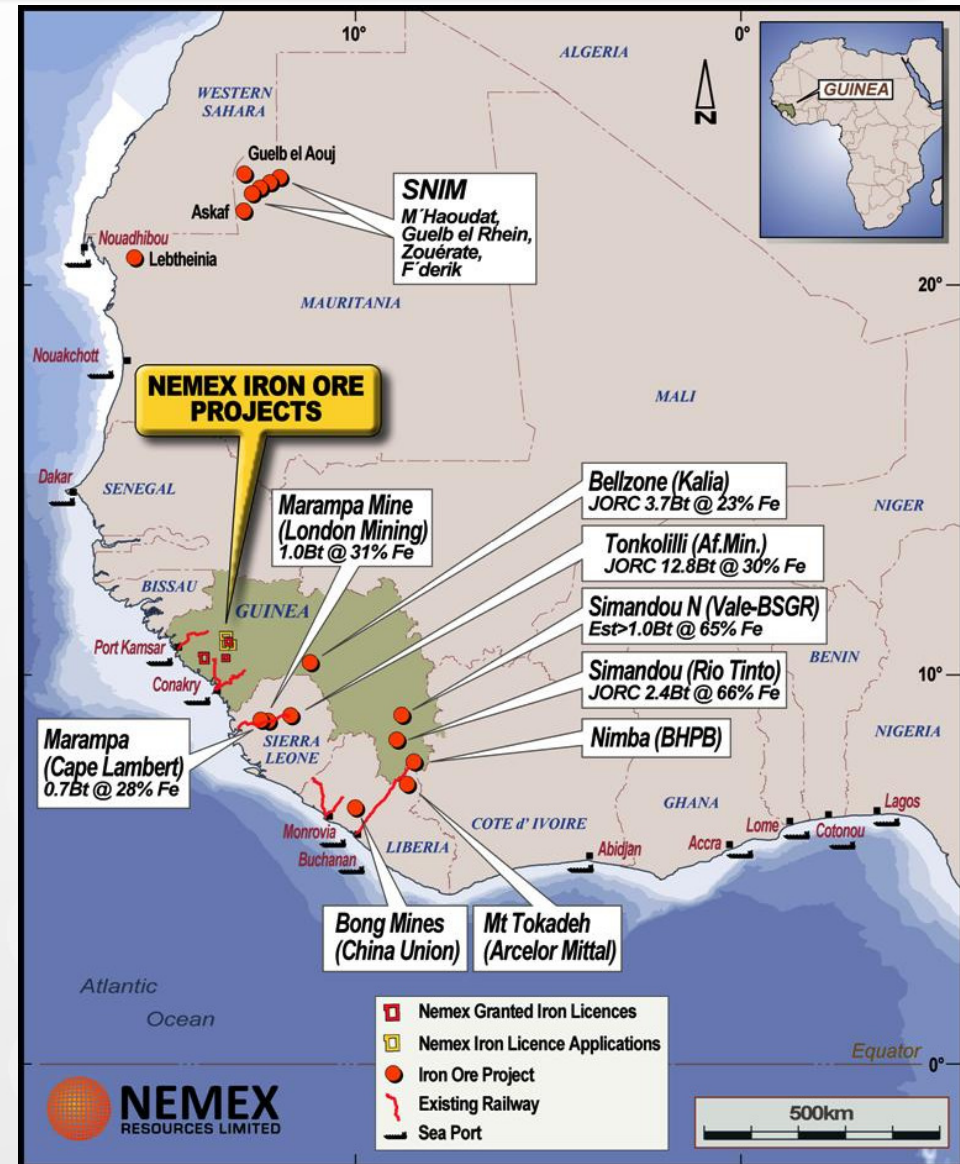 10°
0°
ALGERIA
WESTERN
SAHARA
N
GUINEA
Guelb el Aouj
Askaf
SNIM
M´Haoudat,
Guelb el Rhein,
Zouérate,
F´derik
Nouadhibou
Lebtheinia
20°
MAURITANIA
Nouakchott
NEMEX IRON ORE
PROJECTS
MALI
Dakar
SENEGAL
Marampa Mine
(London Mining)
1.0Bt @ 31% Fe
Bellzone (Kalia)
JORC 3.7Bt @ 23% Fe
NIGER
Tonkolilli (Af.Min.)
JORC 12.8Bt @ 30% Fe
BISSAU
GUINEA
Simandou N (Vale-BSGR)
Est>1.0Bt @ 65% Fe
Port Kamsar
Conakry
Simandou (Rio Tinto)
JORC 2.4Bt @ 66% Fe
BENIN
10°
NIGERIA
Marampa
(Cape Lambert)
0.7Bt @ 28% Fe
SIERRA
LEONE
Nimba (BHPB)
GHANA
Monrovia
Buchanan
LIBERIA
COTE d' IVOIRE
Abidjan
Accra
Lome
Cotonou
Lagos
Bong Mines
(China Union)
Mt Tokadeh
(Arcelor Mittal)
Atlantic
Ocean
Nemex Granted Iron Licences
Nemex Iron Licence Applications
Iron Ore Project
Existing Railway
Sea Port
Equator
0°
NEMEX
RESOURCES LIMITED
500km
10°
0°